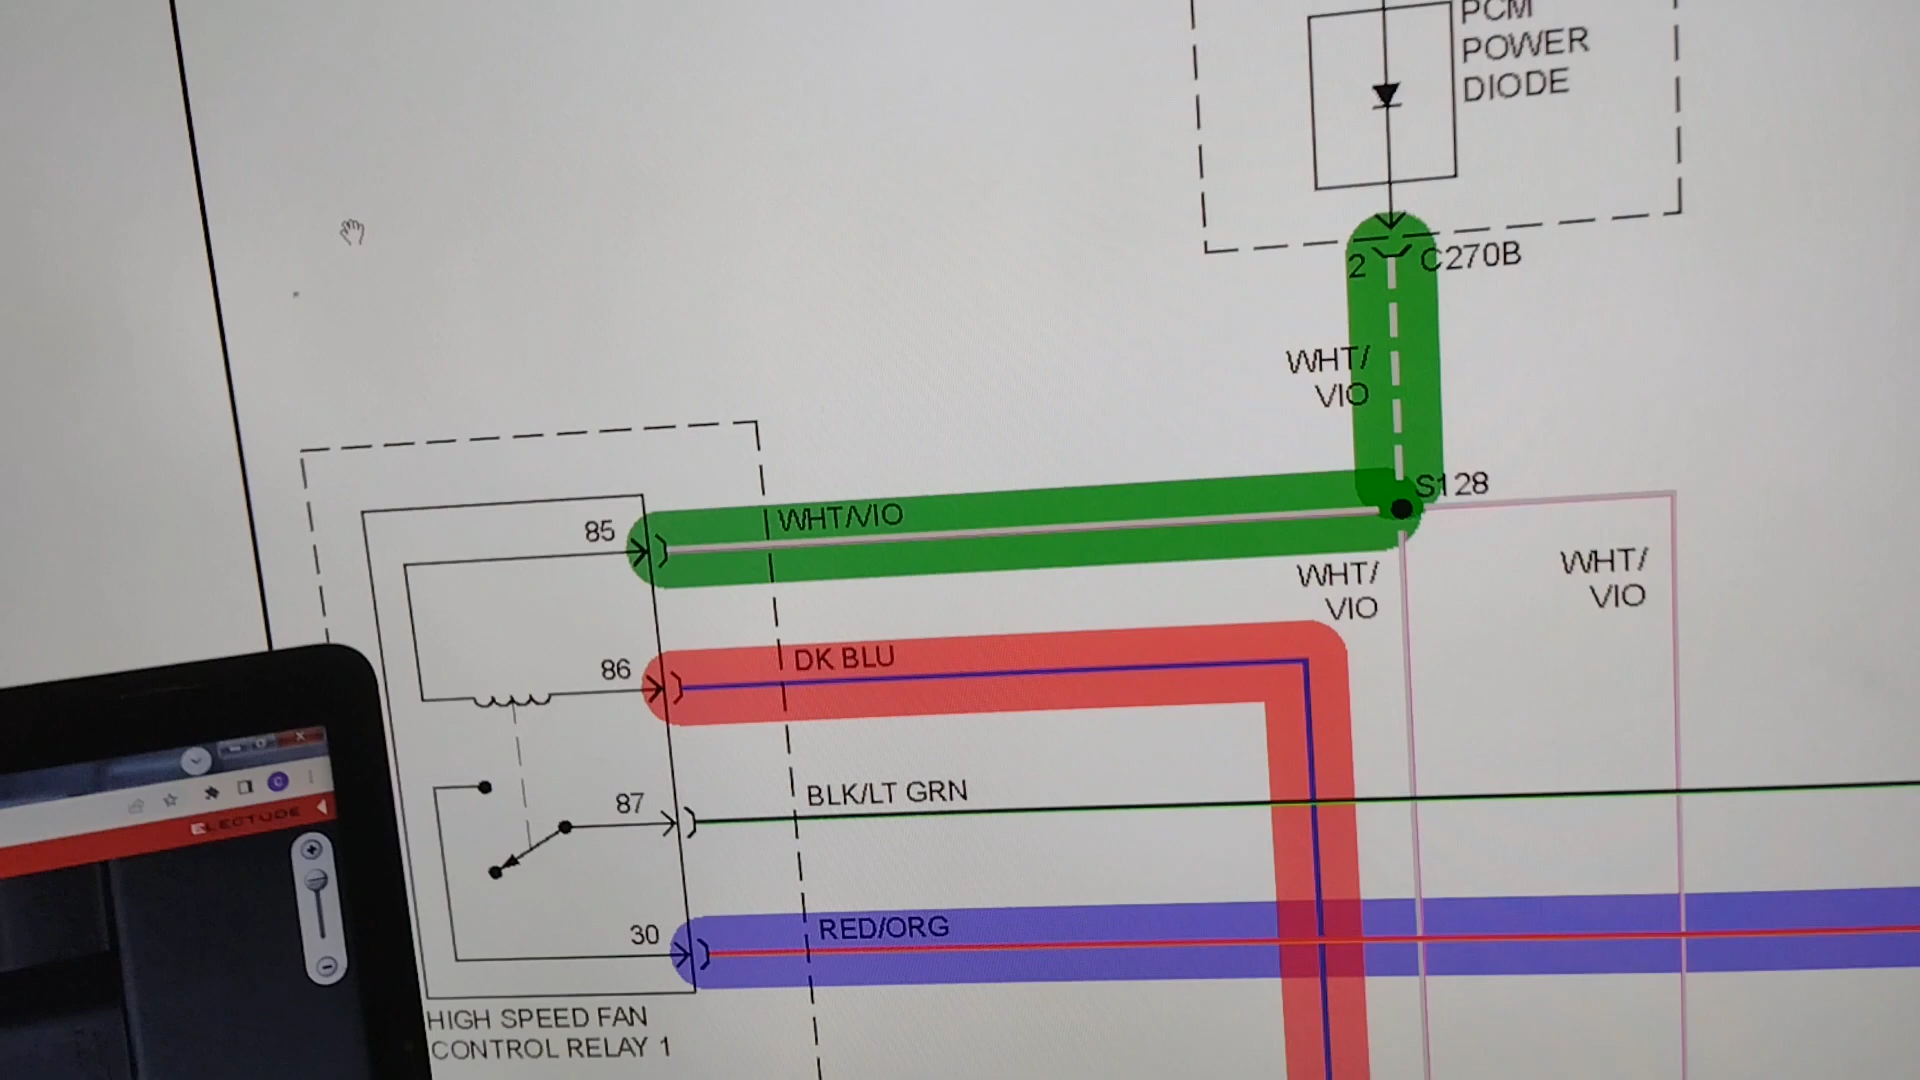 PCM
POWER
DIODE
2
C270B
WHT/
VIO
S128
85
WHT/VIO
WHT/
VIO
WHT/
VIO
86
DK BLU
87
BLK/LT GRN
30
RED/ORG
HIGH SPEED FAN
CONTROL RELAY 1
C
ELECTUDE